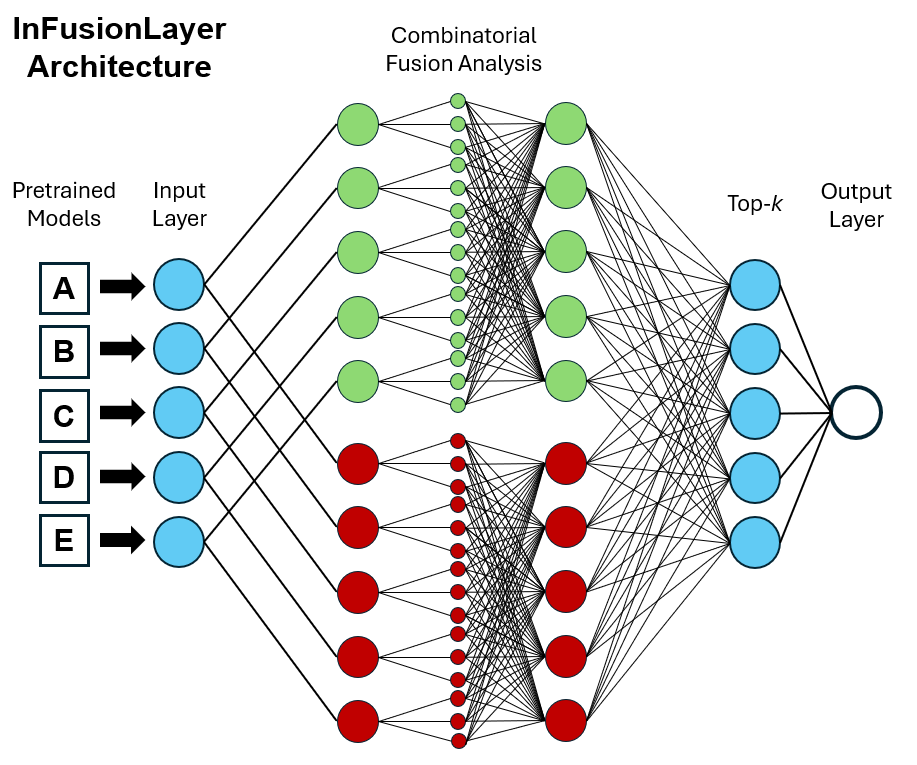 InFusionLayer
Architecture
Combinatorial
Fusion Analysis
Pretrained
Models
Input
Layer
Top-k
Output
Layer
A
B
C
D
E